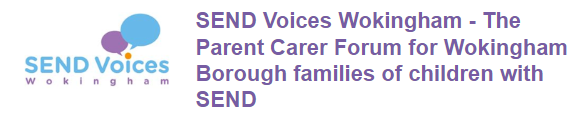 SEND Voices
Wokingham
SEND Voices Wokingham - The
Parent Carer Forum for Wokingham
Borough families of children with
SEND